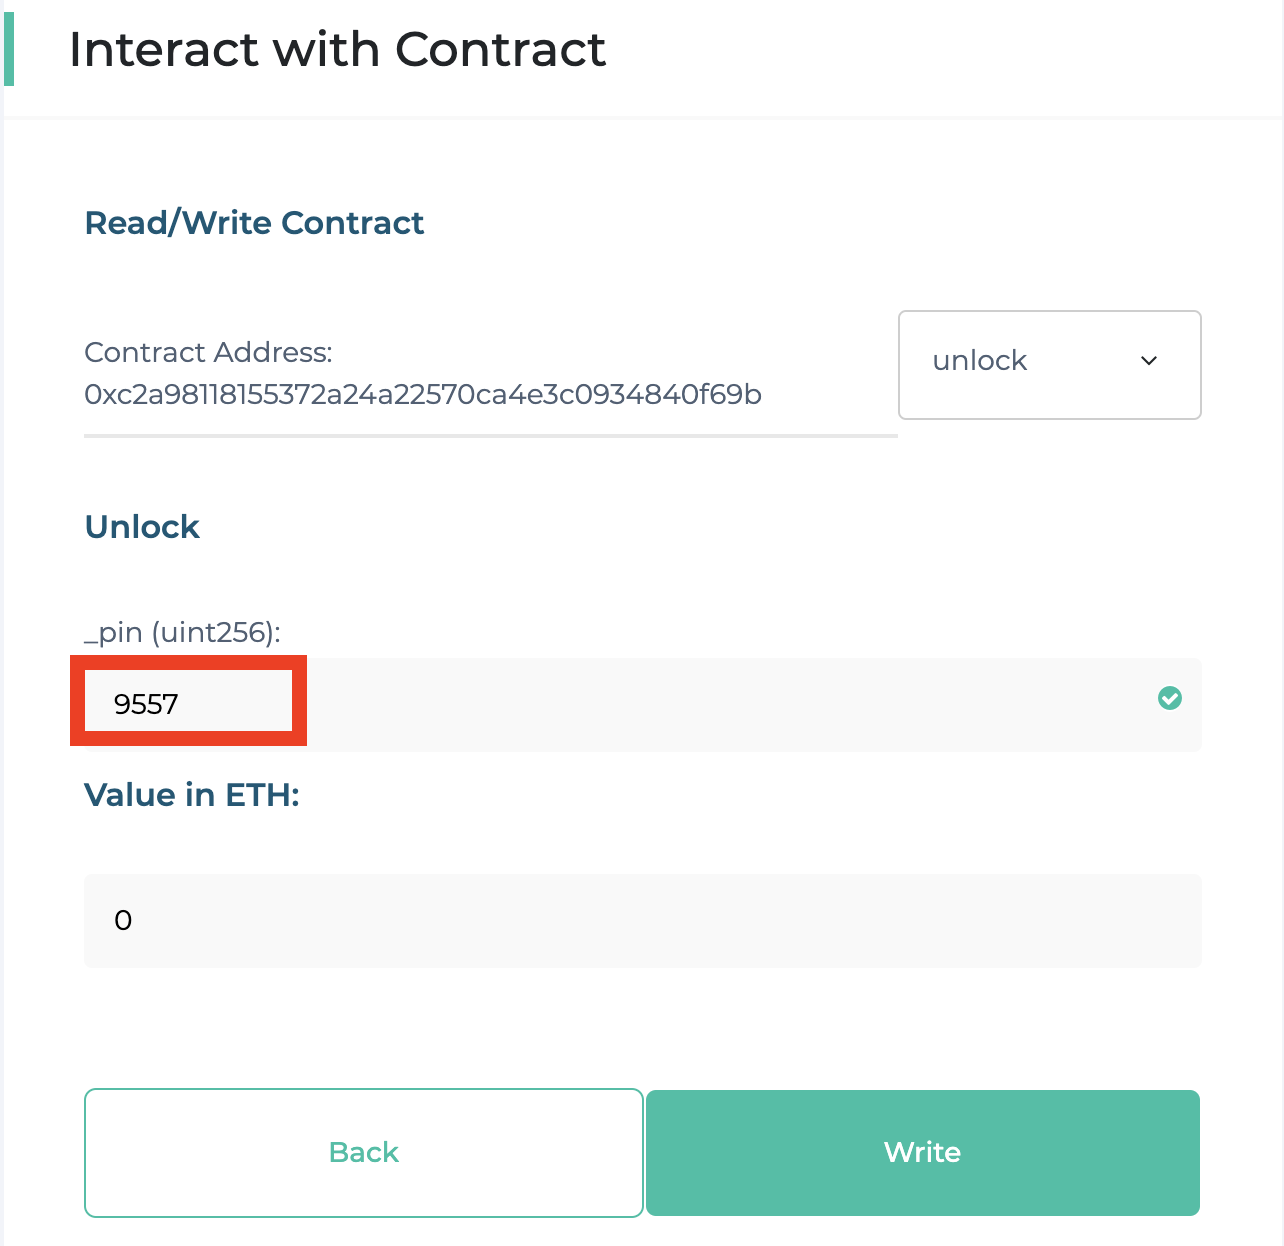 Interact with Contract
Read/Write Contract
Contract Address:
0xc2a98118155372a24a22570ca4e3c0934840f69b
unlock
Unlock
_pin (uint256):
9557
Value in ETH:
0
Back
Write